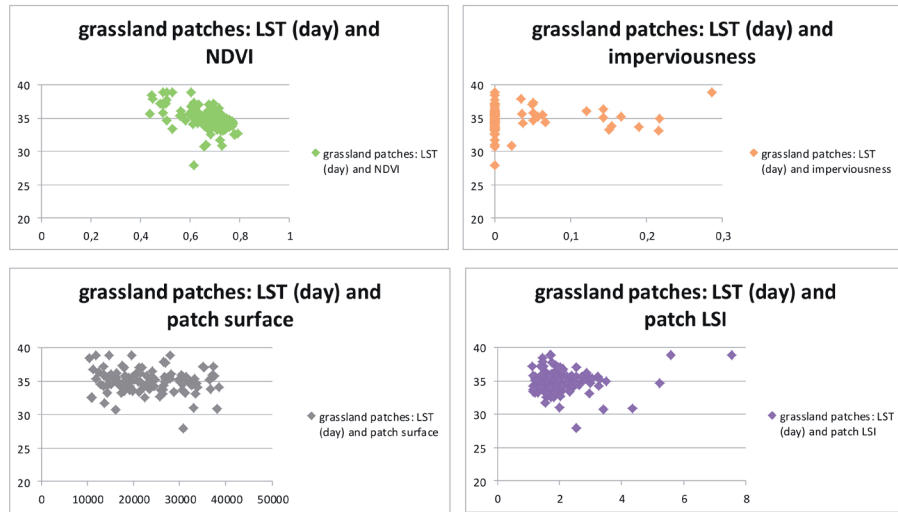 grassland patches: LST (day) and
NDVI
40
35
30
25
20
0 0,2 0,4 0,6 0,8 1
grassland patches: LST
(day) and NDVI
grassland patches: LST (day) and
imperviousness
40
35
30
25
20
0 0,1 0,2 0,3
grassland patches: LST
(day) and imperviousness
grassland patches: LST (day) and
patch surface
40
35
30
25
20
0 10000 20000 30000 40000 50000
grassland patches: LST
(day) and patch surface
grassland patches: LST (day) and
patch LSI
40
35
30
25
20
0 2 4 6 8
grassland patches: LST
(day) and patch LSI